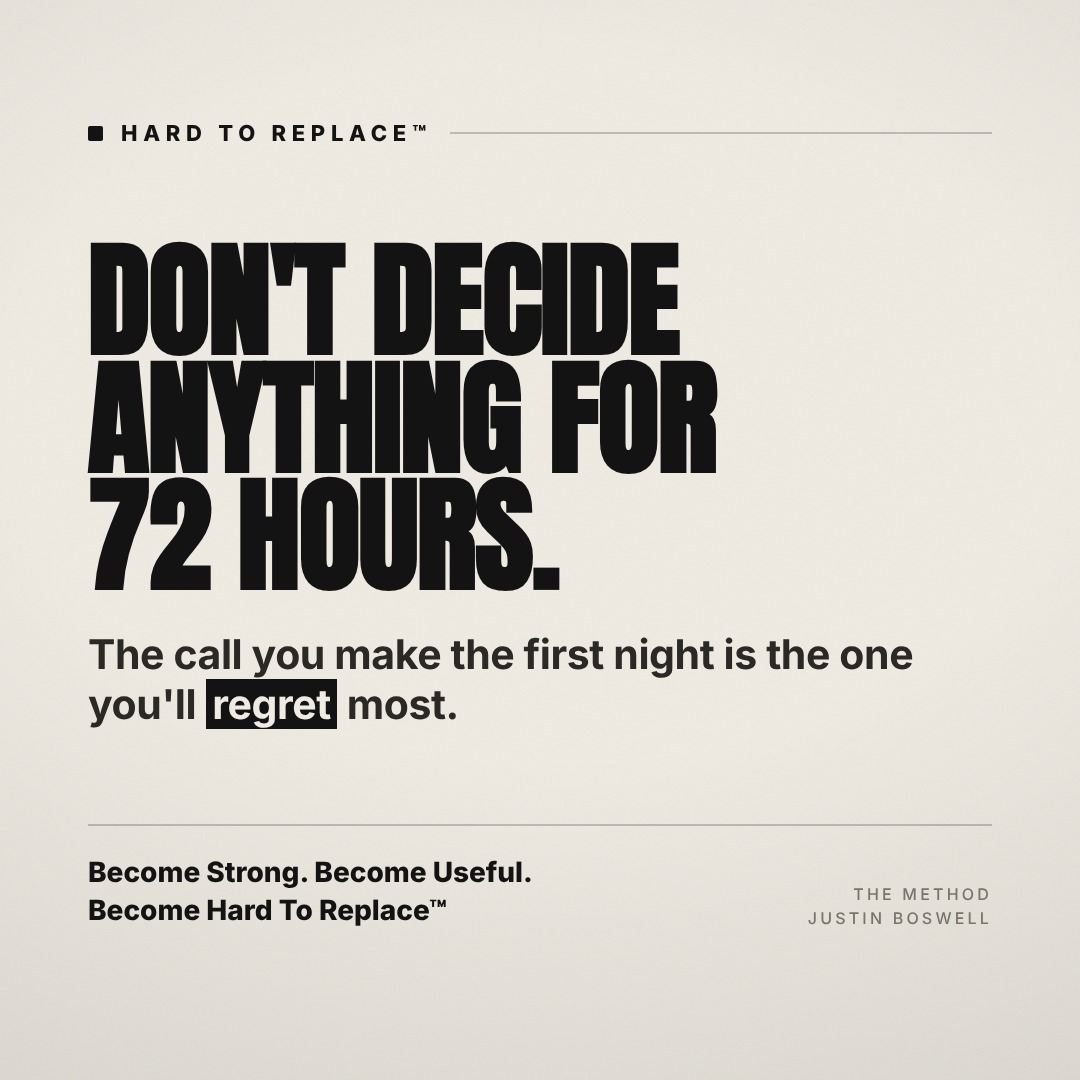 HARD TO REPLACE™
DON'T DECIDE
ANYTHING FOR
72 HOURS.
The call you make the first night is the one
you'll regret most.
Become Strong. Become Useful.
Become Hard To Replace™
THE METHOD
JUSTIN BOSWELL